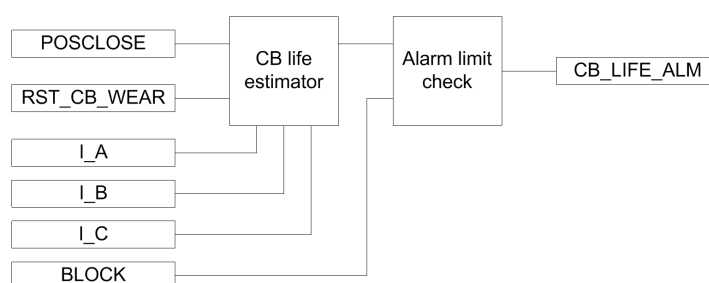 POSCLOSE
RST_CB_WEAR
I_A
I_B
I_C
BLOCK
CB life
estimator
Alarm limit
check
CB_LIFE_ALM